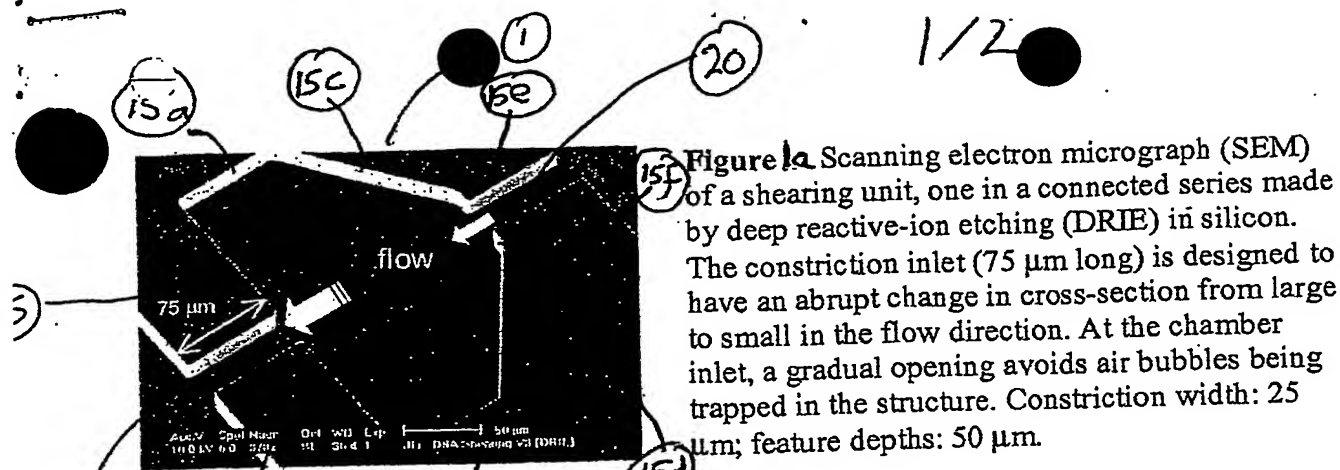 1/2
1
20
15c
15e
15a
15f
Figure 1a Scanning electron micrograph (SEM)
of a shearing unit, one in a connected series made
by deep reactive-ion etching (DRIE) in silicon.
The constriction inlet (75 μm long) is designed to
have an abrupt change in cross-section from large
to small in the flow direction. At the chamber
inlet, a gradual opening avoids air bubbles being
trapped in the structure. Constriction width: 25
μm; feature depths: 50 μm.
flow
75 μm
50 μm
15d